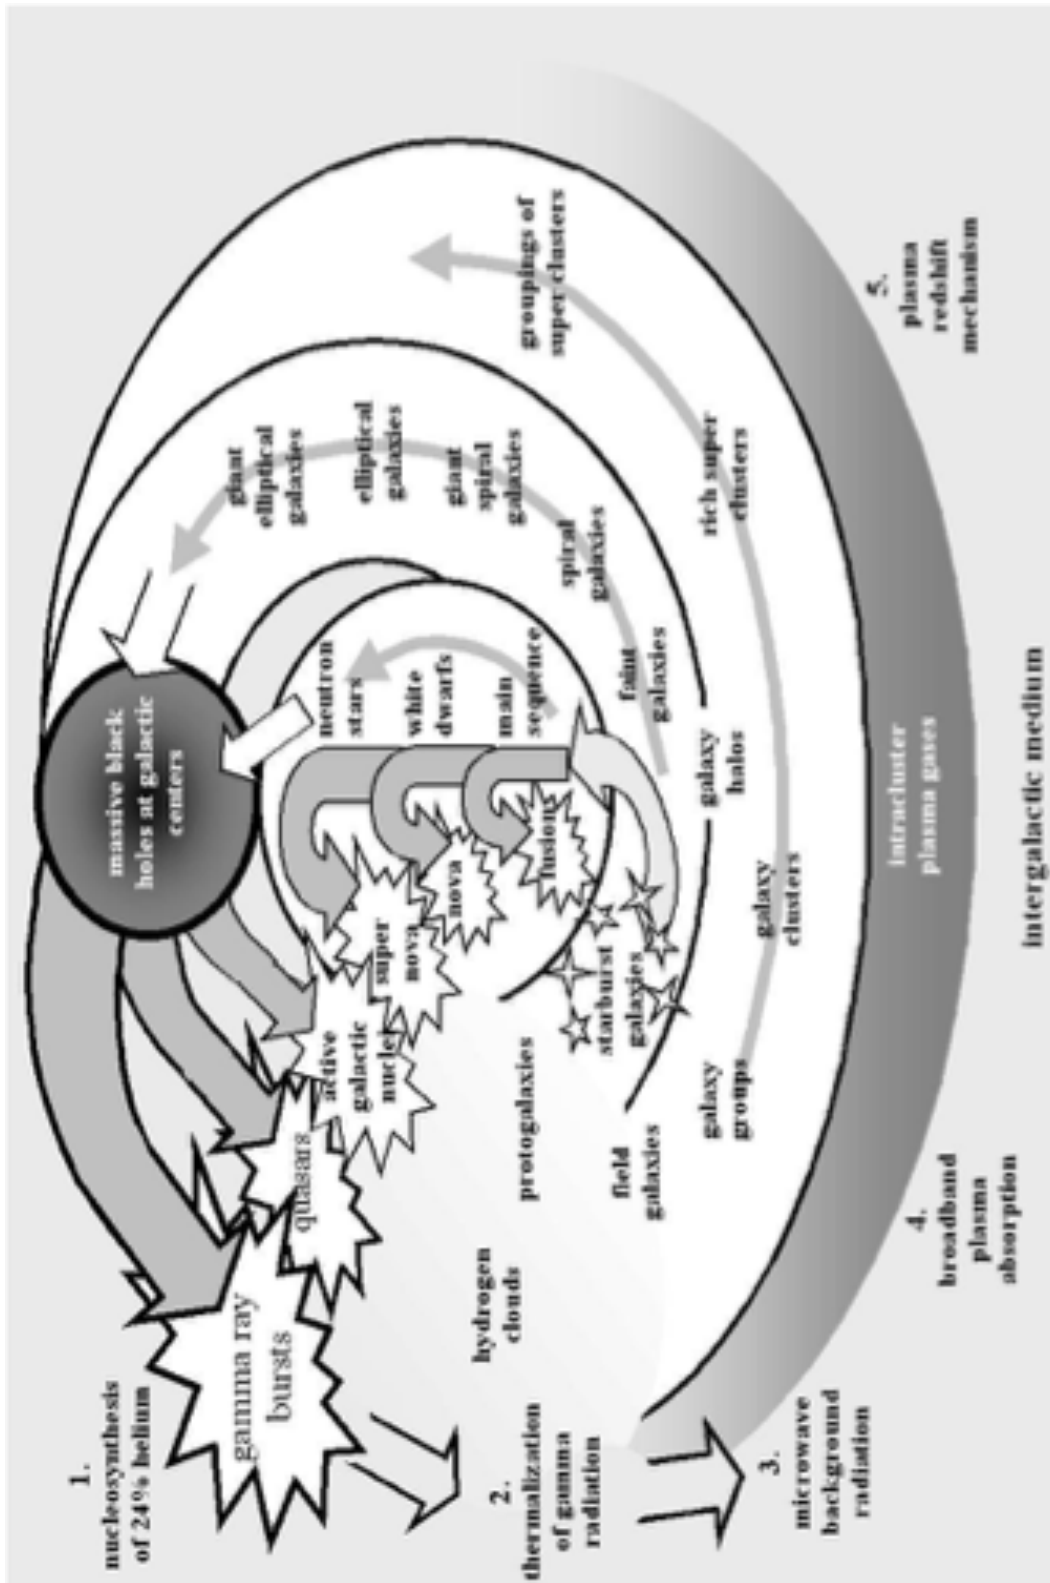 1.
nucleosynthesis
of 24% helium
gamma ray
bursts
quasars
active
galactic
nuclei
super
nova
nova
fusion
massive black
holes at galactic
centers
neutron
stars
white
dwarfs
main
sequence
giant
elliptical
galaxies
elliptical
galaxies
giant
spiral
galaxies
spiral
galaxies
faint
galaxies
galaxy
halos
starburst
galaxies
protogalaxies
field
galaxies
hydrogen
clouds
galaxy
groups
galaxy
clusters
rich super
clusters
groupings of
super clusters
2.
thermalization
of gamma
radiation
3.
microwave
background
radiation
4.
broadband
plasma
absorption
intracluster
plasma gases
5.
plasma
redshift
mechanism
intergalactic medium